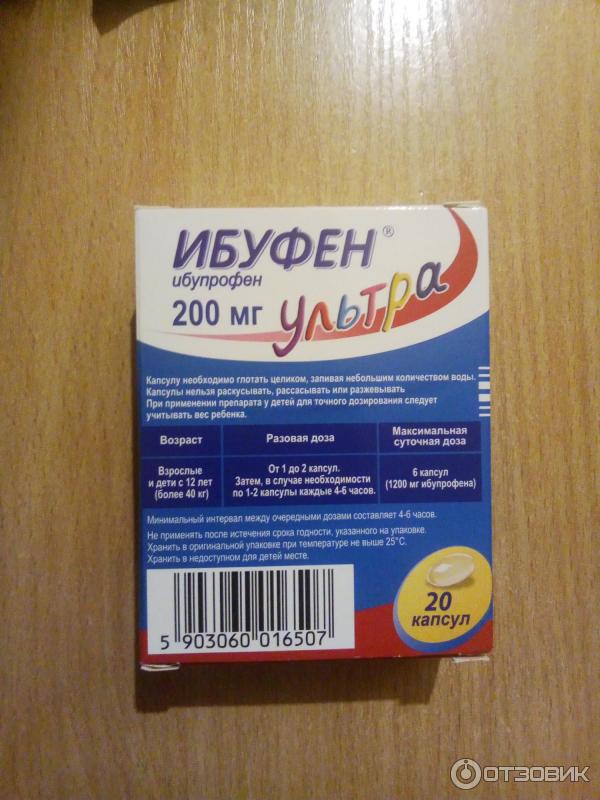 ИБУФЕН®
ибупрофен
200 мг
ультра
Капсулу необходимо глотать целиком, запивая небольшим количеством воды.
Капсулы нельзя раскусывать, рассасывать или разжевывать
При применении препарата у детей для точного дозирования следует
учитывать вес ребенка.
Возраст
Разовая доза
Максимальная
суточная доза
Взрослые
и дети с 12 лет
(более 40 кг)
От 1 до 2 капсул.
Затем, в случае необходимости
по 1-2 капсулы каждые 4-6 часов.
6 капсул
(1200 мг ибупрофена)
Минимальный интервал между очередными дозами составляет 4-6 часов.
Не применять после истечения срока годности, указанного на упаковке.
Хранить в оригинальной упаковке при температуре не выше 25°С.
Хранить в недоступном для детей месте.
5 903060 016507
20
капсул
ОТЗОВИК